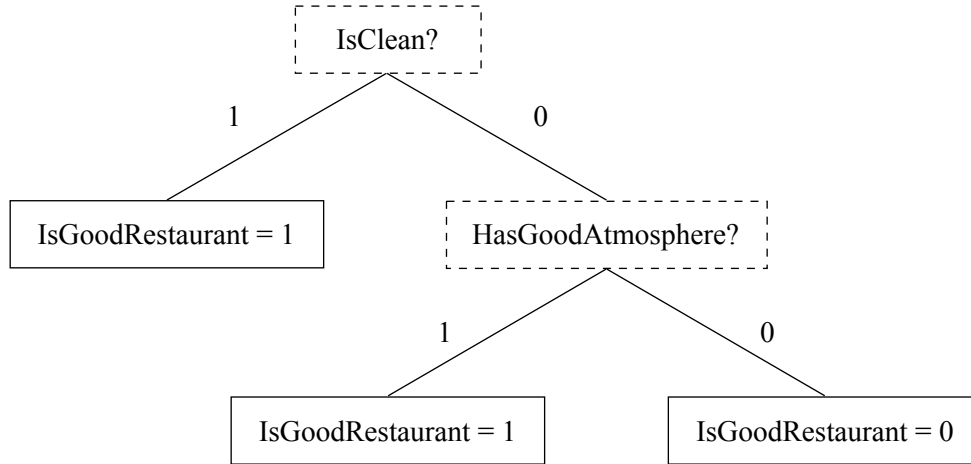 IsClean?
1
0
IsGoodRestaurant = 1
HasGoodAtmosphere?
1
0
IsGoodRestaurant = 1
IsGoodRestaurant = 0